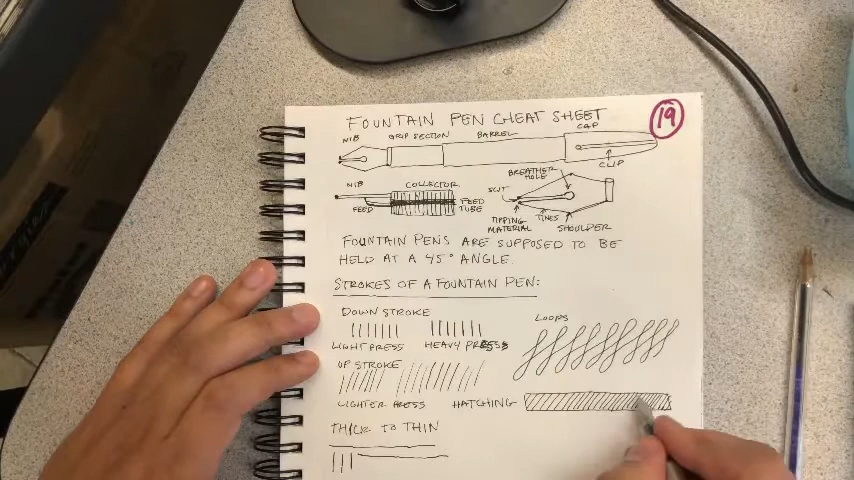 FOUNTAIN PEN CHEAT SHEET
19
NIB GRIP SECTION BARREL CAP
CLIP
NIB COLLECTOR
FEED FEED TUBE
BREATHER HOLE
SLIT
TIPPING MATERIAL TINES SHOULDER
FOUNTAIN PENS ARE SUPPOSED TO BE
HELD AT A 45° ANGLE.
STROKES OF A FOUNTAIN PEN:
DOWN STROKE
LIGHT PRESS HEAVY PRESS
LOOPS
UP STROKE
LIGHTER PRESS HATCHING
THICK TO THIN